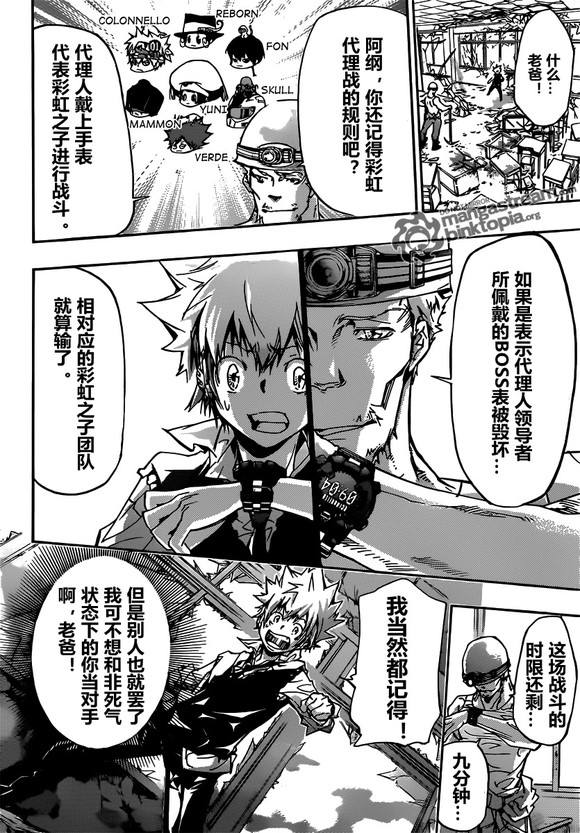 什么…
老爸！
阿纲，你还记得彩虹
代理战的规则吧？
COLONNELLO
REBORN
FON
SKULL
YUNI
MAMMON
VERDE
代理人戴上手表
代表彩虹之子进行战斗。
mangastream.com
binktopia.org
如果是表示代理人领导者
所佩戴的BOSS表被毁坏…
相对应的彩虹之子团队
就算输了。
09:04
这场战斗的
时限还剩…
九分钟…
我当然都记得！
但是别人也就罢了
我可不想和非死气
状态下的你当对手
啊，老爸！